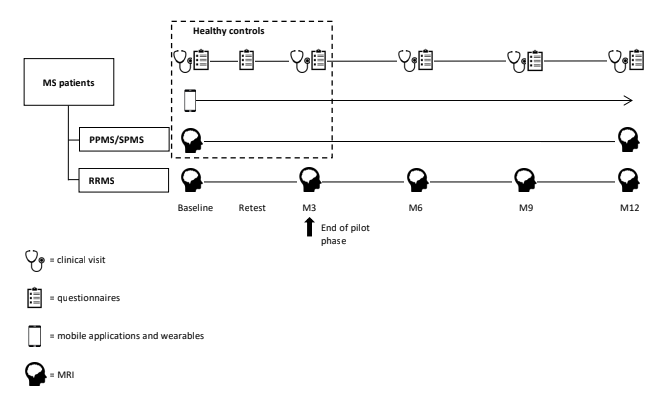 Healthy controls
MS patients
PPMS/SPMS
RRMS
Baseline
Retest
M3
M6
M9
M12
End of pilot
phase
= clinical visit
= questionnaires
= mobile applications and wearables
= MRI